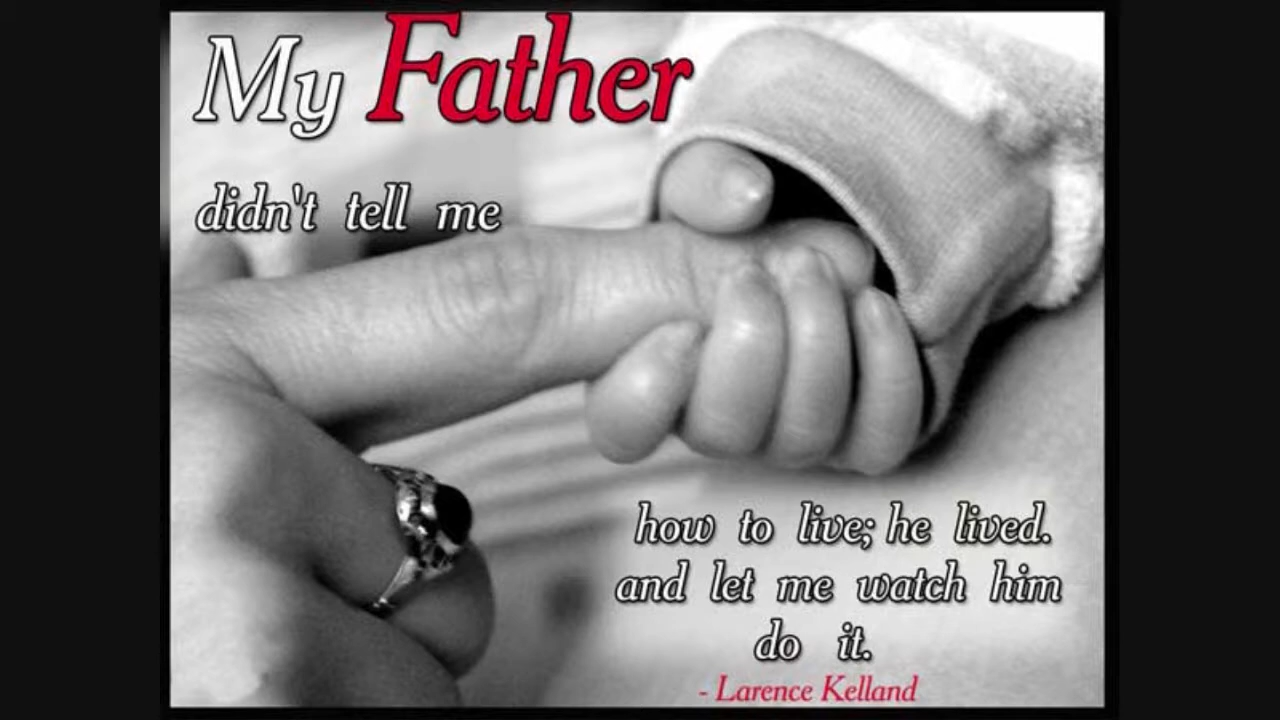 My Father
didn't tell me
how to live; he lived.
and let me watch him
do it.
- Larence Kelland